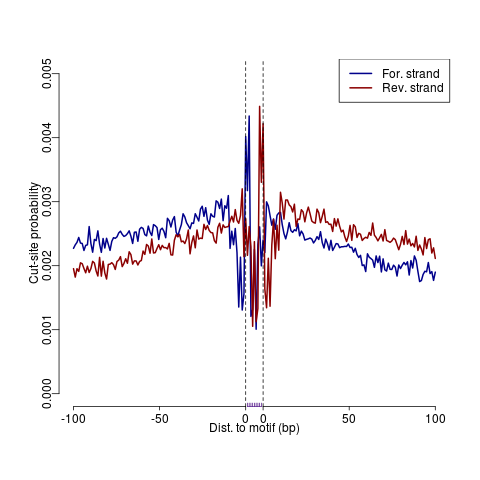 For. strand
Rev. strand
Cut-site probability
0.005
0.004
0.003
0.002
0.001
0.000
-100 -50 0 0 50 100
Dist. to motif (bp)